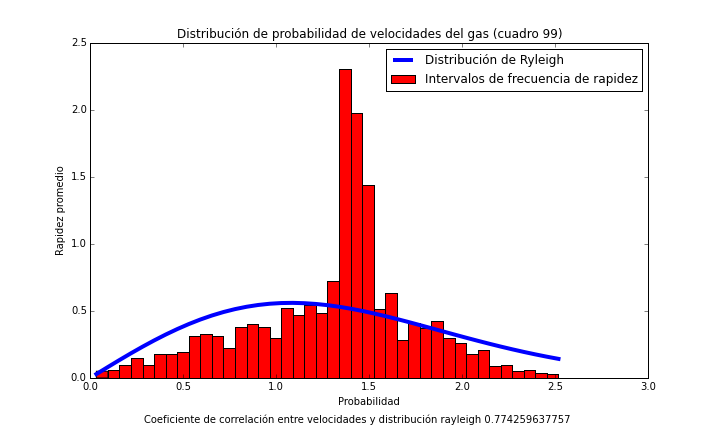 Distribución de probabilidad de velocidades del gas (cuadro 99)
2.5
2.0
1.5
1.0
0.5
0.0
Rapidez promedio
Distribución de Ryleigh
Intervalos de frecuencia de rapidez
0.0 0.5 1.0 1.5 2.0 2.5 3.0
Probabilidad
Coeficiente de correlación entre velocidades y distribución rayleigh 0.774259637757